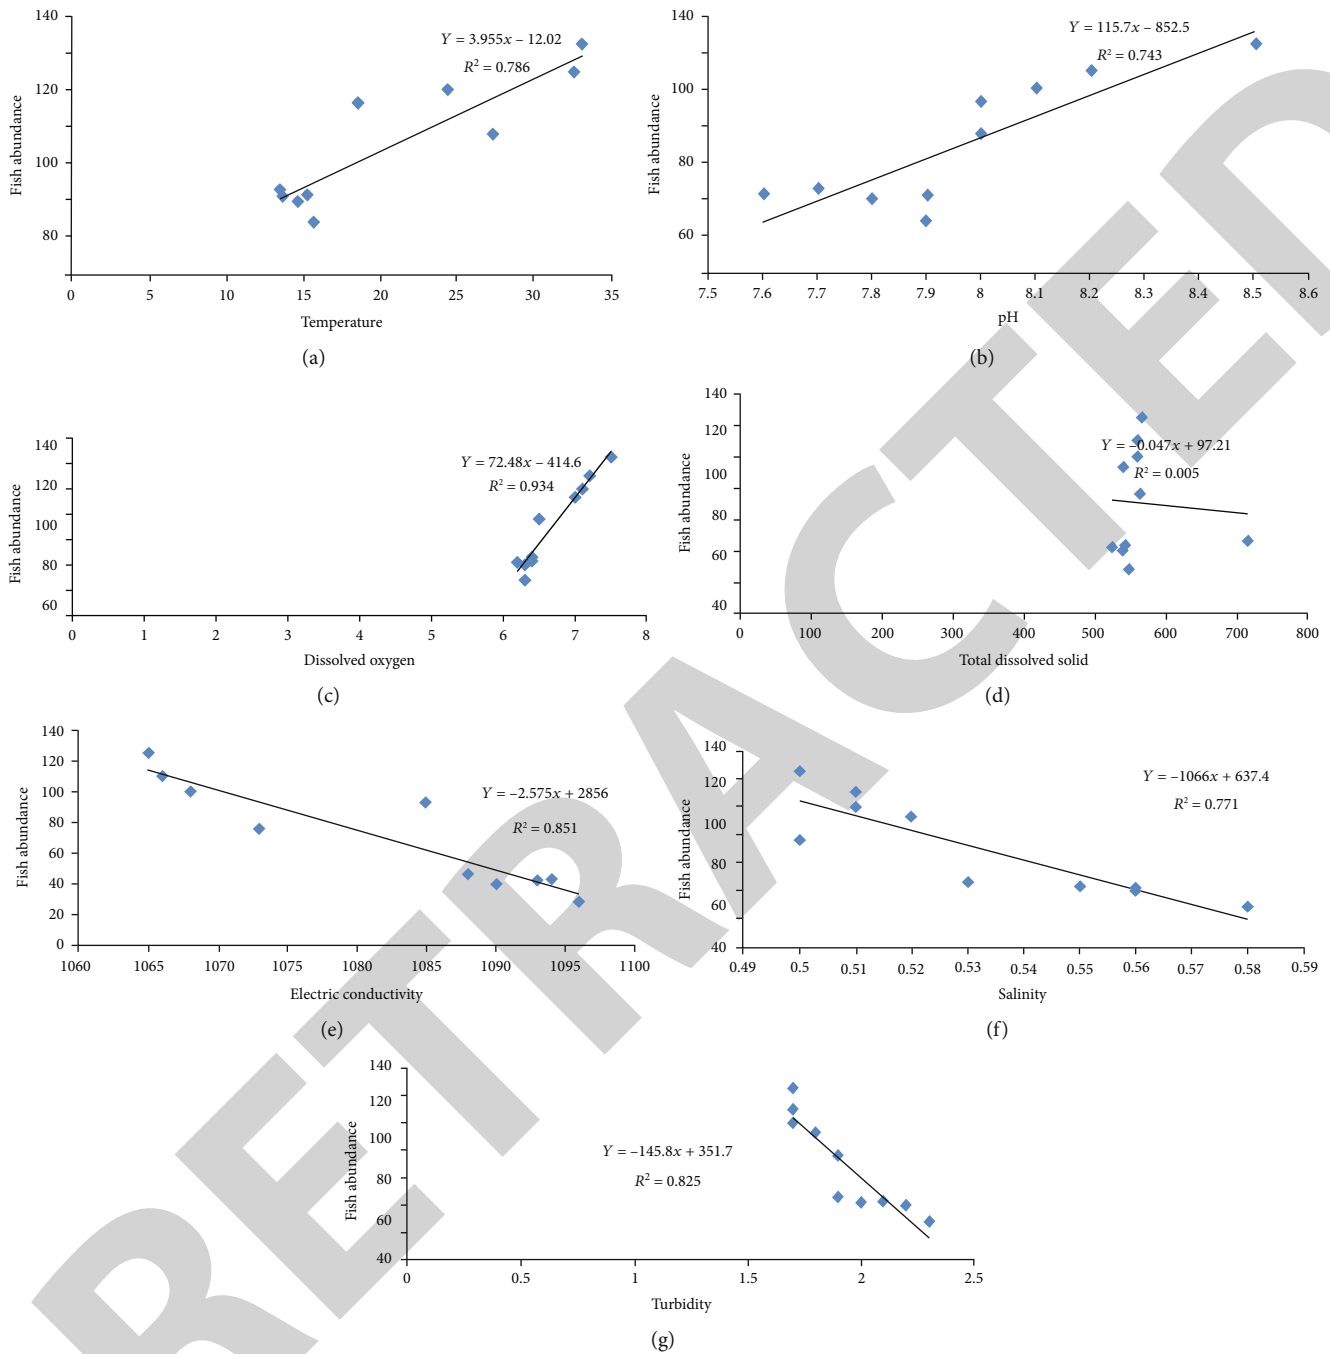 140
120
100
80
Fish abundance
Y = 3.955x – 12.02
R² = 0.786
0 5 10 15 20 25 30 35
Temperature
(a)
140
100
80
60
Fish abundance
Y = 115.7x – 852.5
R² = 0.743
7.5 7.6 7.7 7.8 7.9 8 8.1 8.2 8.3 8.4 8.5 8.6
pH
(b)
140
120
100
80
60
Fish abundance
Y = 72.48x – 414.6
R² = 0.934
0 1 2 3 4 5 6 7 8
Dissolved oxygen
(c)
140
120
100
80
60
40
Fish abundance
Y = –0.047x + 97.21
R² = 0.005
0 100 200 300 400 500 600 700 800
Total dissolved solid
(d)
140
120
100
80
60
40
20
0
Fish abundance
Y = –2.575x + 2856
R² = 0.851
1060 1065 1070 1075 1080 1085 1090 1095 1100
Electric conductivity
(e)
140
120
100
80
60
40
Fish abundance
Y = –1066x + 637.4
R² = 0.771
0.49 0.5 0.51 0.52 0.53 0.54 0.55 0.56 0.57 0.58 0.59
Salinity
(f)
140
120
100
80
60
40
Fish abundance
Y = –145.8x + 351.7
R² = 0.825
0 0.5 1 1.5 2 2.5
Turbidity
(g)
RETRACTED